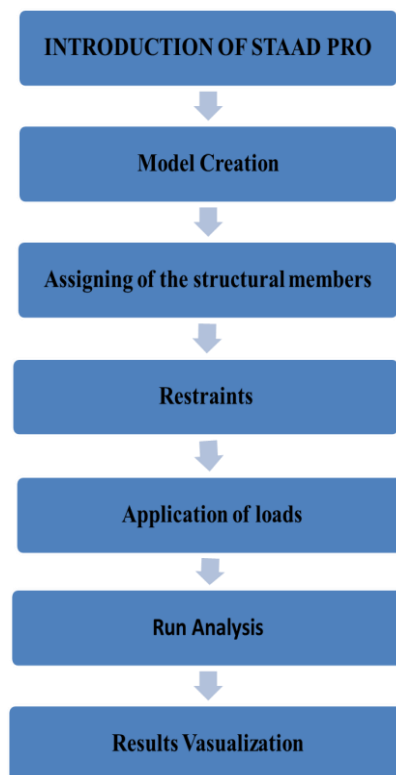 INTRODUCTION OF STAAD PRO
Model Creation
Assigning of the structural members
Restraints
Application of loads
Run Analysis
Results Vasualization